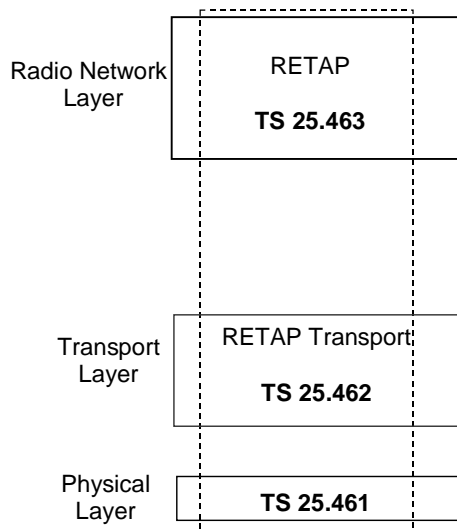 Radio Network
Layer
RETAP
TS 25.463
Transport
Layer
RETAP Transport
TS 25.462
Physical
Layer
TS 25.461